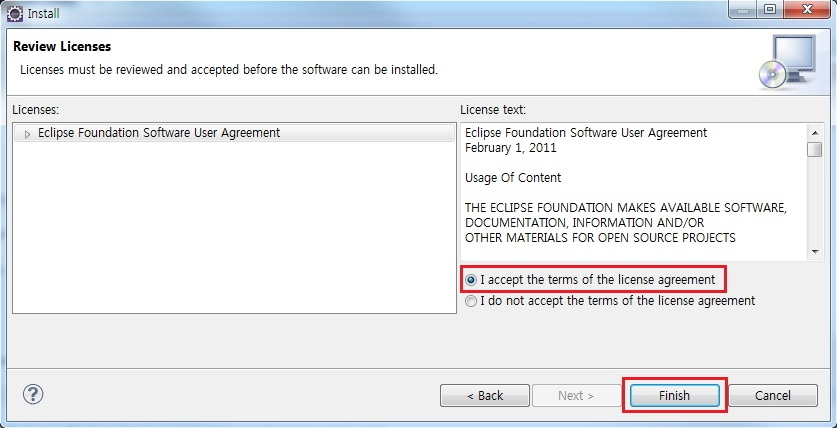 Install
Review Licenses
Licenses must be reviewed and accepted before the software can be installed.
Licenses:
Eclipse Foundation Software User Agreement
License text:
Eclipse Foundation Software User Agreement
February 1, 2011
Usage Of Content
THE ECLIPSE FOUNDATION MAKES AVAILABLE SOFTWARE,
DOCUMENTATION, INFORMATION AND/OR
OTHER MATERIALS FOR OPEN SOURCE PROJECTS
I accept the terms of the license agreement
I do not accept the terms of the license agreement
?
< Back
Next >
Finish
Cancel